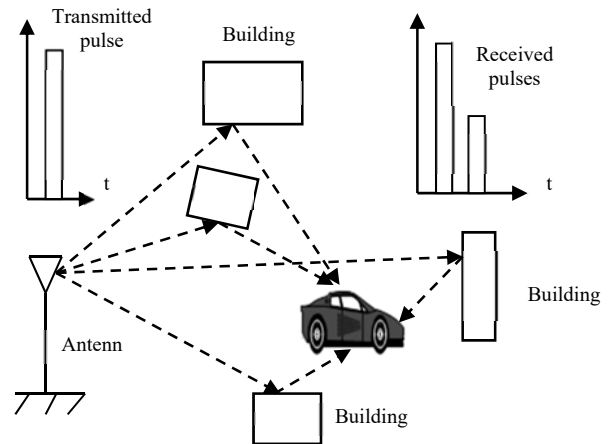 Transmitted
pulse
Building
Received
pulses
t
t
Building
Antenn
Building